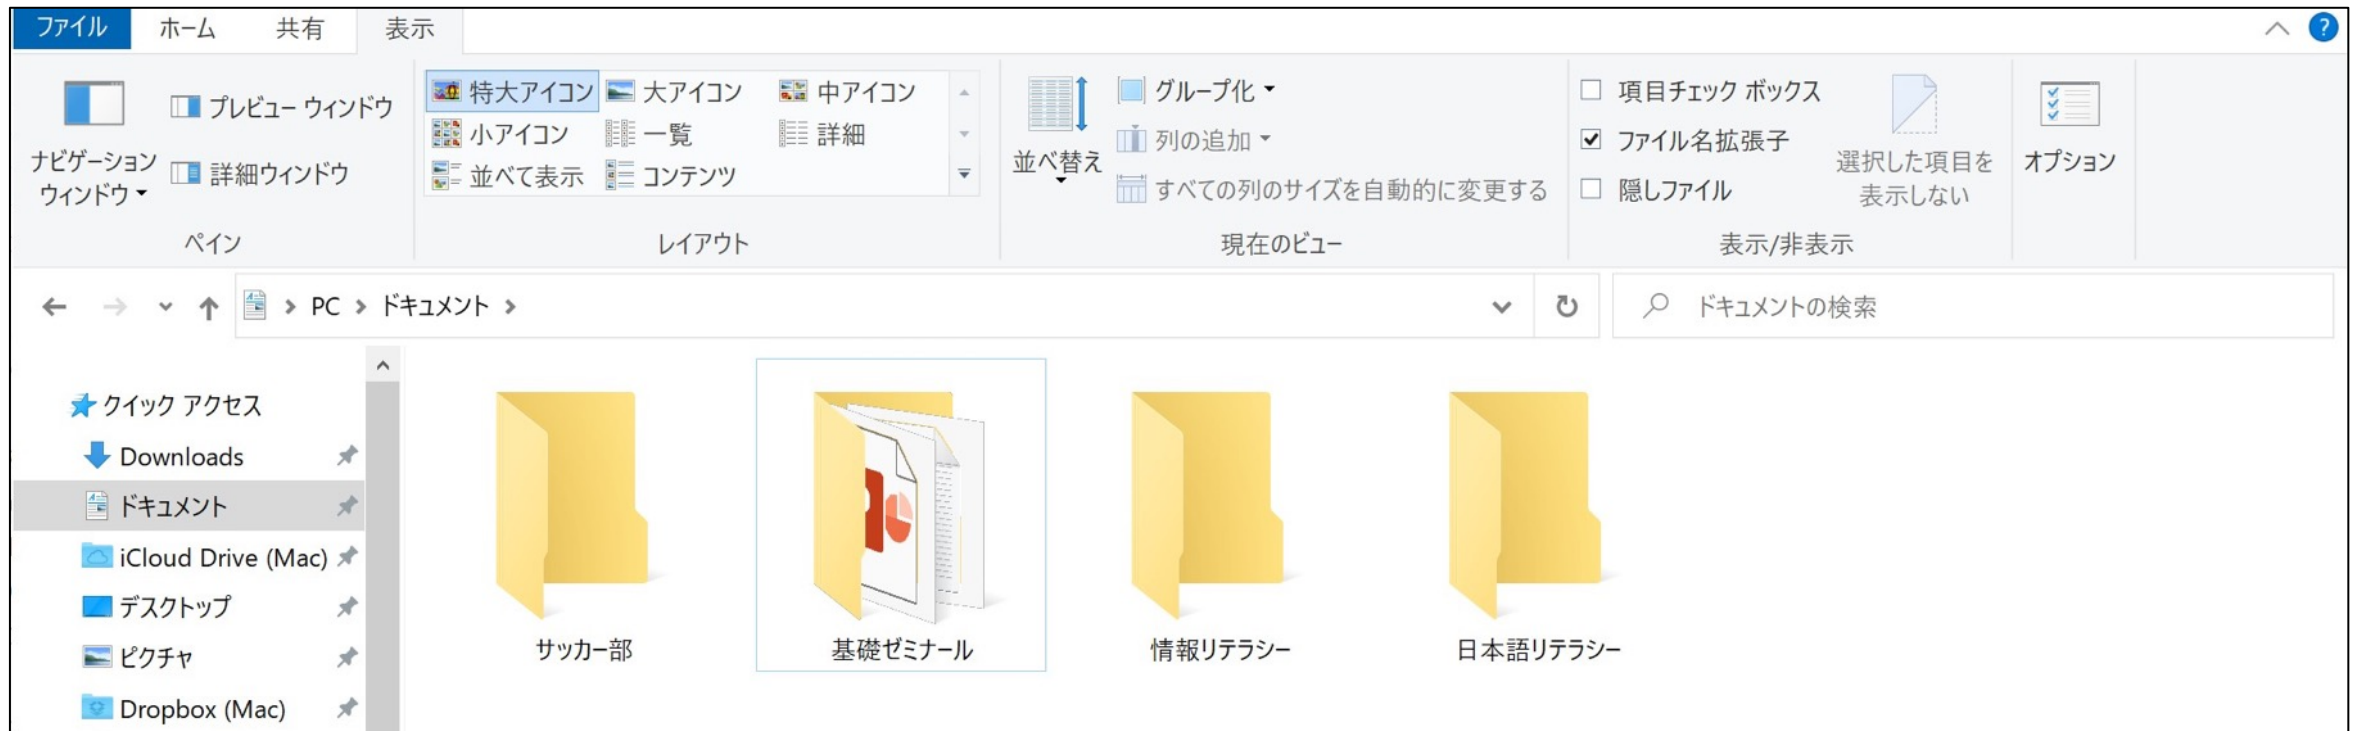 ファイル ホーム 共有 表示
ナビゲーション
ウィンドウ
プレビュー ウィンドウ
詳細ウィンドウ
ペイン
特大アイコン 大アイコン 中アイコン
小アイコン 一覧 詳細
並べて表示 コンテンツ
レイアウト
並べ替え
グループ化
列の追加
すべての列のサイズを自動的に変更する
現在のビュー
項目チェック ボックス
ファイル名拡張子
隠しファイル
選択した項目を
表示しない
表示/非表示
オプション
PC ドキュメント
ドキュメントの検索
クイック アクセス
Downloads
ドキュメント
iCloud Drive (Mac)
デスクトップ
ピクチャ
Dropbox (Mac)
サッカー部 基礎ゼミナール 情報リテラシー 日本語リテラシー